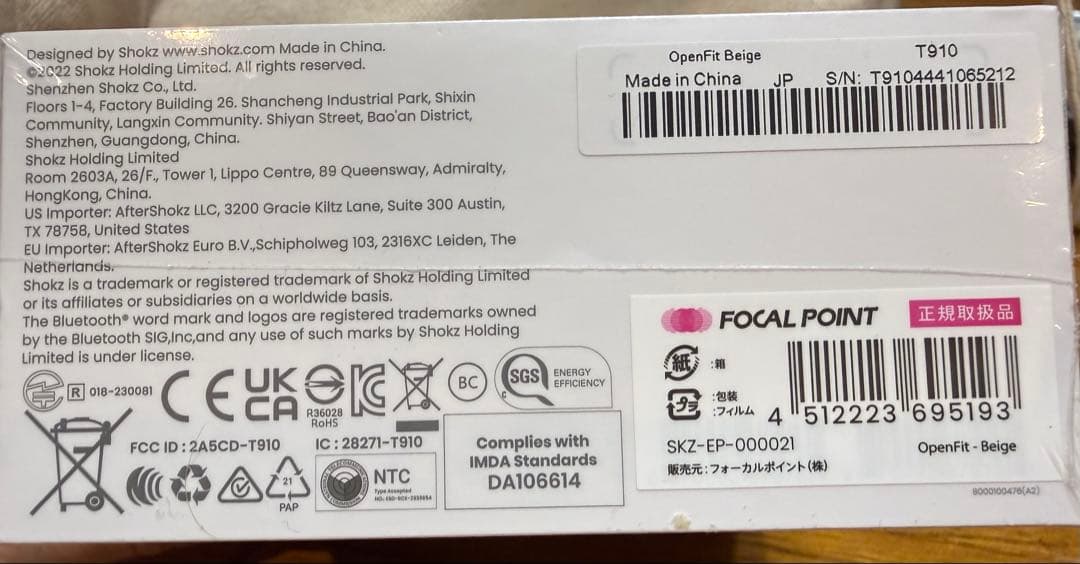 Designed by Shokz www.shokz.com Made in China.
©2022 Shokz Holding Limited. All rights reserved.
Shenzhen Shokz Co., Ltd.
Floors 1-4, Factory Building 26. Shancheng Industrial Park, Shixin
Community, Langxin Community. Shiyan Street, Bao'an District,
Shenzhen, Guangdong, China.
Shokz Holding Limited
Room 2603A, 26/F., Tower 1, Lippo Centre, 89 Queensway, Admiralty,
HongKong, China.
US Importer: AfterShokz LLC, 3200 Gracie Kiltz Lane, Suite 300 Austin,
TX 78758, United States
EU Importer: AfterShokz Euro B.V.,Schipholweg 103, 2316XC Leiden, The
Netherlands.
Shokz is a trademark or registered trademark of Shokz Holding Limited
or its affiliates or subsidiaries on a worldwide basis.
The Bluetooth® word mark and logos are registered trademarks owned
by the Bluetooth SIG,Inc,and any use of such marks by Shokz Holding
Limited is under license.
R 018-230081
CE
UK
CA
R36028
RoHS
BC
SGS
ENERGY
EFFICIENCY
FCC ID : 2A5CD-T910
IC : 28271-T910
21
PAP
NTC
Type Accepted
Complies with
IMDA Standards
DA106614
OpenFit Beige
T910
Made in China
JP
S/N: T9104441065212
FOCAL POINT
正規取扱品
紙
:箱
プラ
:包装
:フィルム
4 512223 695193
SKZ-EP-000021
OpenFit - Beige
販売元 : フォーカルポイント(株)
8000100476(A2)